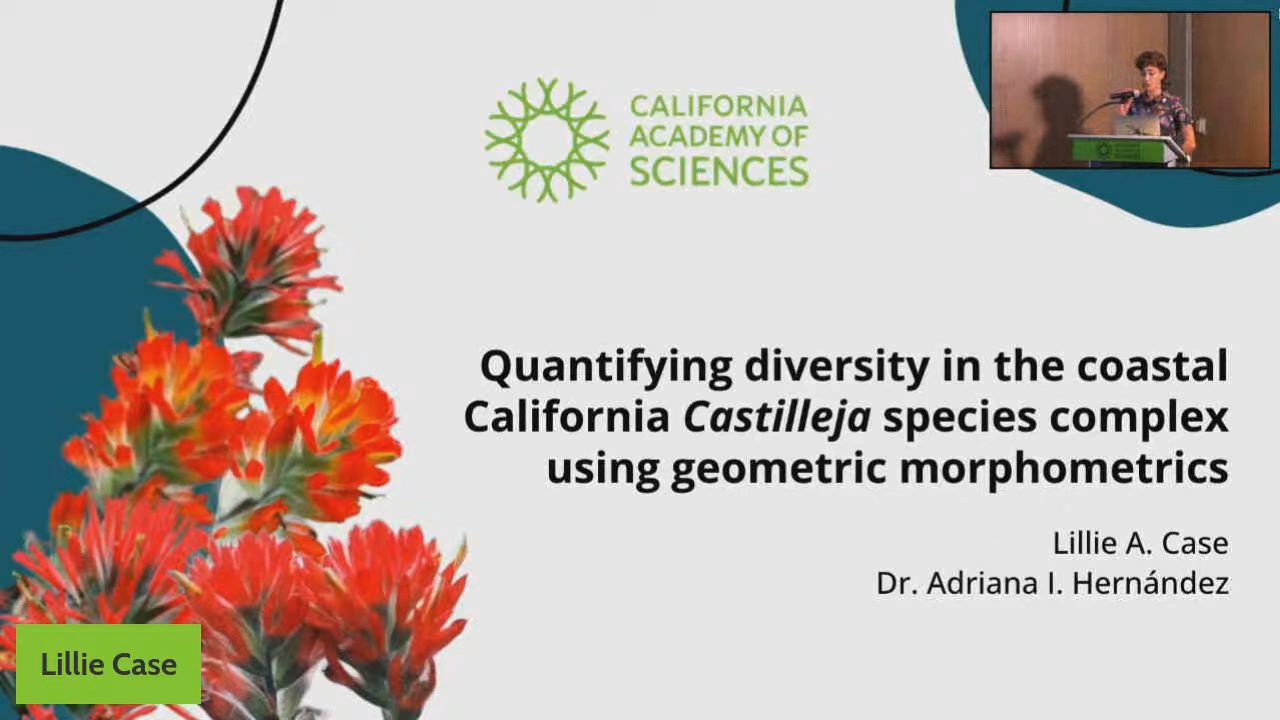 CALIFORNIA
ACADEMY OF
SCIENCES
Quantifying diversity in the coastal
California Castilleja species complex
using geometric morphometrics
Lillie A. Case
Dr. Adriana I. Hernández
Lillie Case